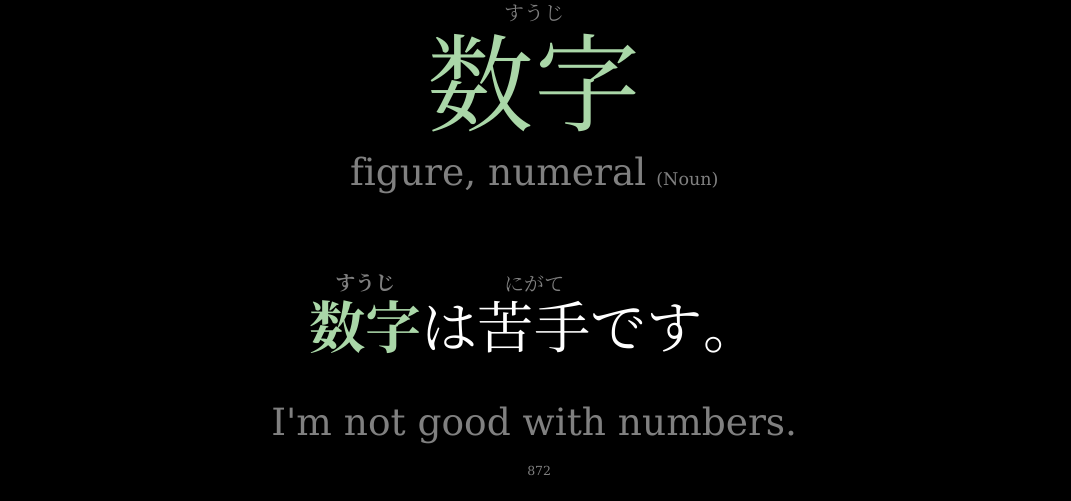 すうじ
数字
figure, numeral (Noun)
すうじ にがて
数字は苦手です。
I'm not good with numbers.
872